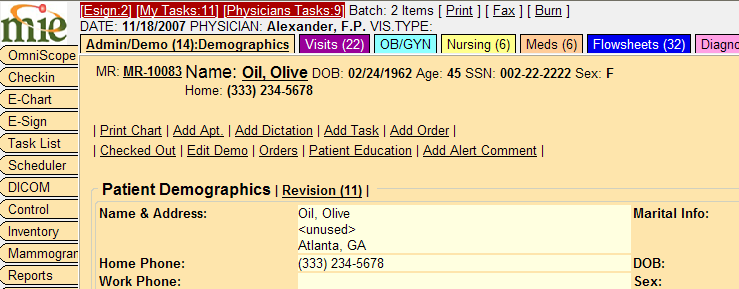 mie
[Esign:2] [My Tasks:11] [Physicians Tasks:9] Batch: 2 Items [ Print ] [ Fax ] [ Burn ]
DATE: 11/18/2007 PHYSICIAN: Alexander, F.P. VIS.TYPE:
Admin/Demo (14):Demographics Visits (22) OB/GYN Nursing (6) Meds (6) Flowsheets (32)
OmniScope
Checkin
E-Chart
E-Sign
Task List
Scheduler
DICOM
Control
Inventory
Mammogram
Reports
MR: MR-10083 Name: Oil, Olive DOB: 02/24/1962 Age: 45 SSN: 002-22-2222 Sex: F
Home: (333) 234-5678
| Print Chart | Add Apt. | Add Dictation | Add Task | Add Order |
| Checked Out | Edit Demo | Orders | Patient Education | Add Alert Comment |
Patient Demographics | Revision (11) |
Name & Address: Oil, Olive Marital Info:
<unused>
Atlanta, GA
Home Phone: (333) 234-5678 DOB:
Work Phone: Sex: